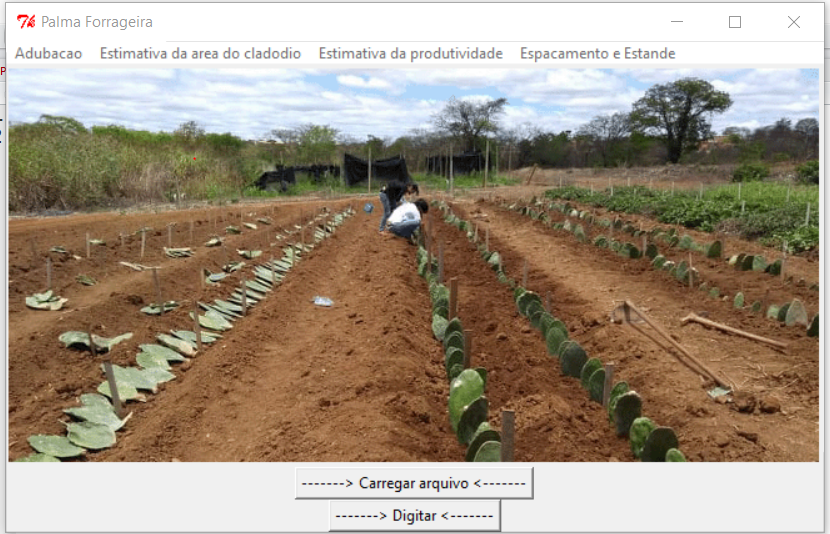 Palma Forrageira
Adubacao Estimativa da area do cladodio Estimativa da produtividade Espacamento e Estande
-------> Carregar arquivo <-------
-------> Digitar <-------